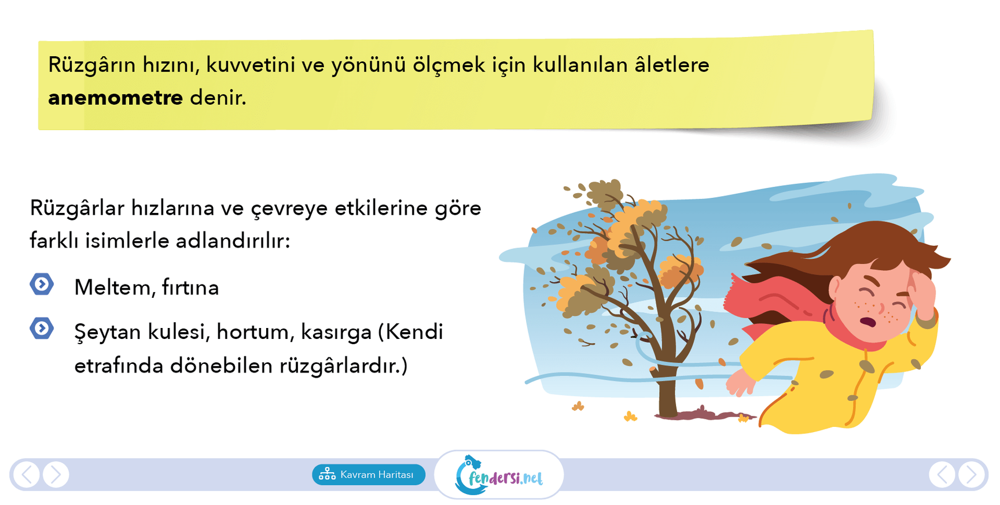 Rüzgârın hızını, kuvvetini ve yönünü ölçmek için kullanılan âletlere
anemometre denir.
Rüzgârlar hızlarına ve çevreye etkilerine göre
farklı isimlerle adlandırılır:
Meltem, fırtına
Şeytan kulesi, hortum, kasırga (Kendi
etrafında dönebilen rüzgârlardır.)
Kavram Haritası
fendersi.net